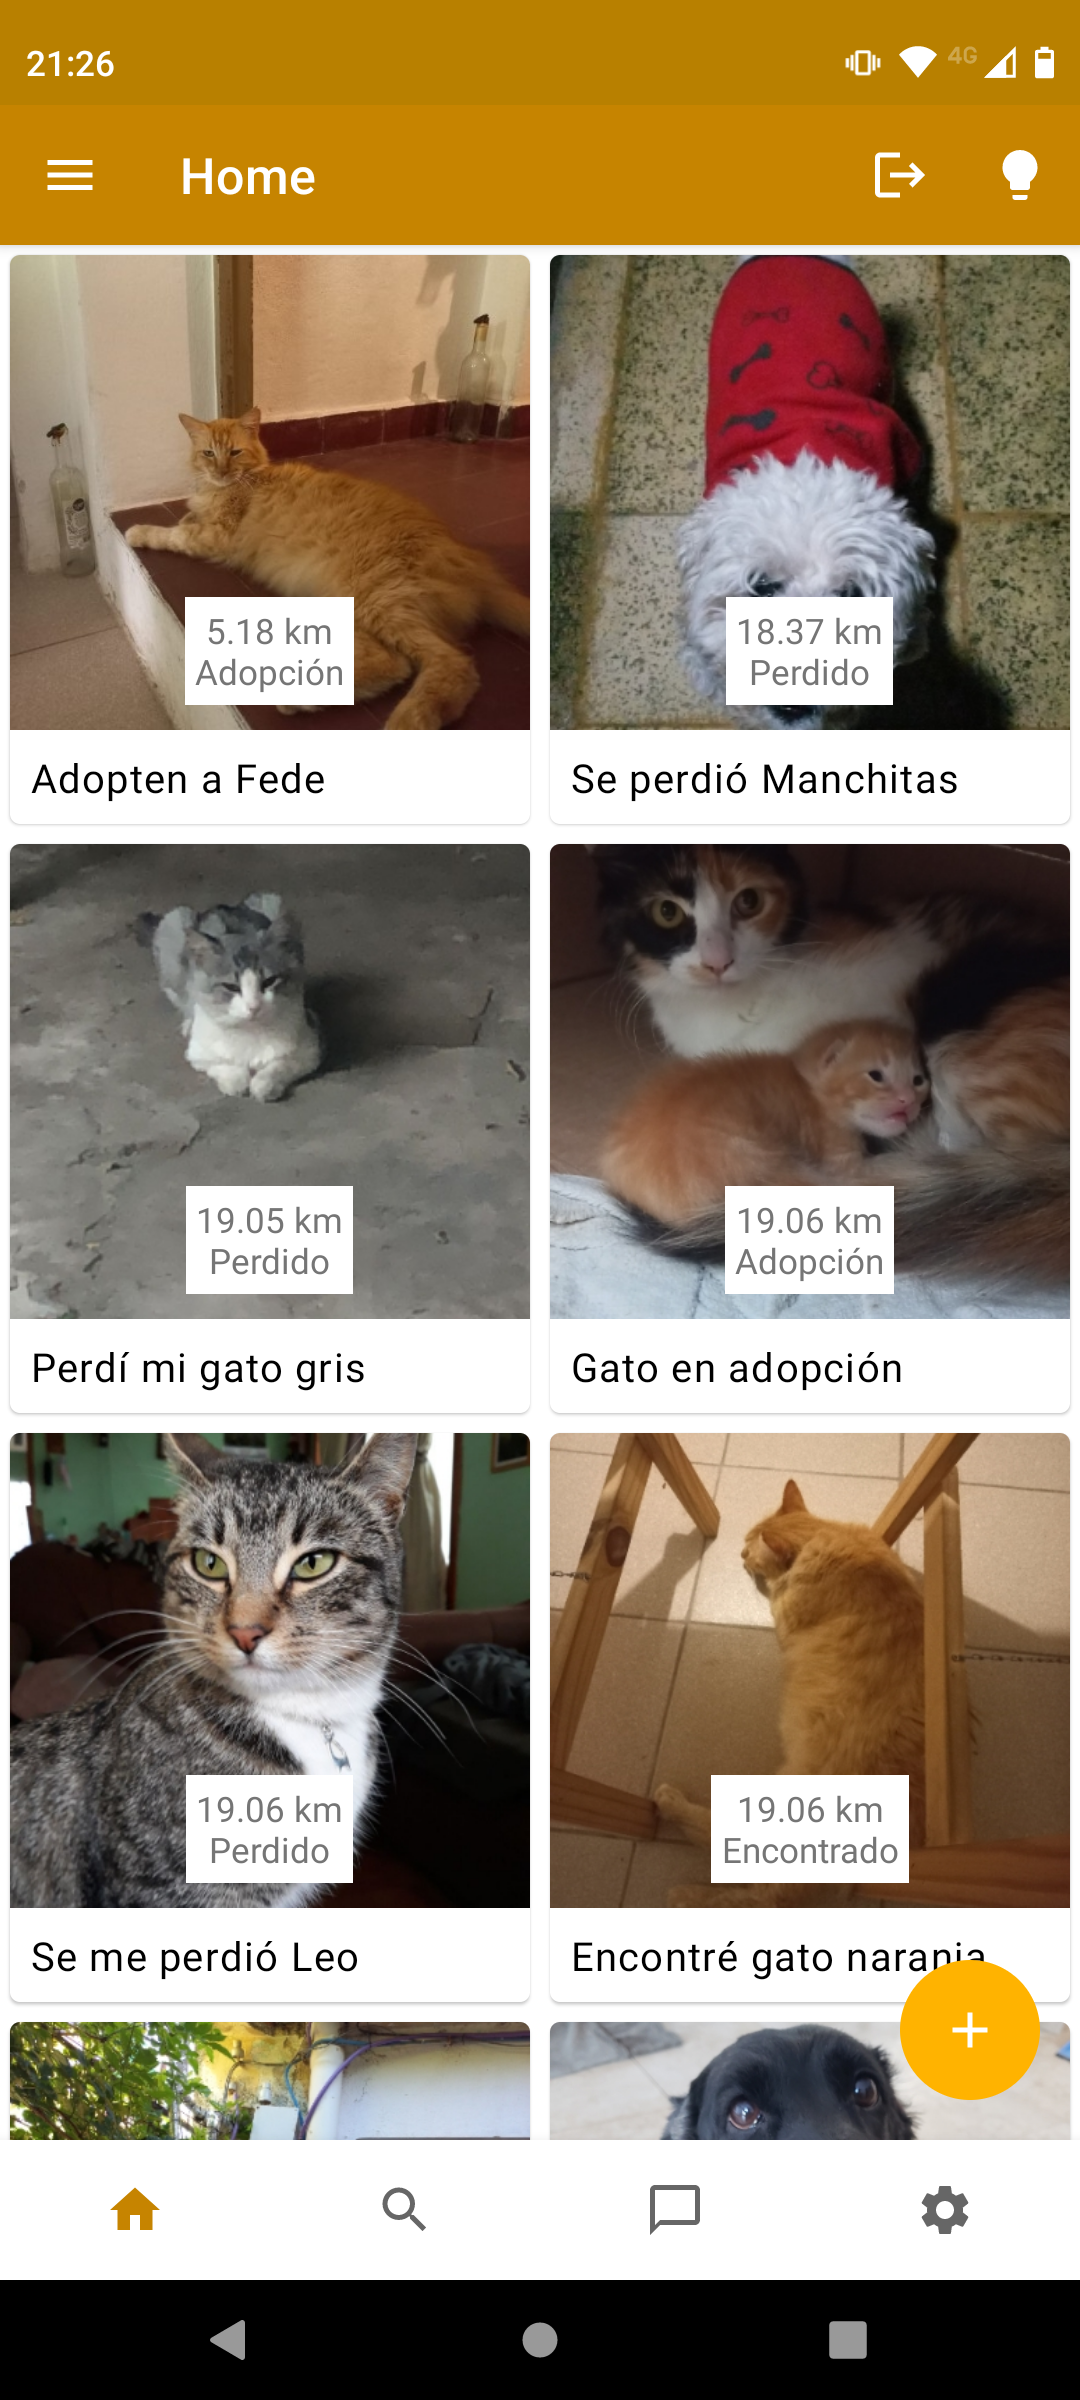 21:26
4G
Home
5.18 km
Adopción
Adopten a Fede
18.37 km
Perdido
Se perdió Manchitas
19.05 km
Perdido
Perdí mi gato gris
19.06 km
Adopción
Gato en adopción
19.06 km
Perdido
Se me perdió Leo
19.06 km
Encontrado
Encontré gato naranja